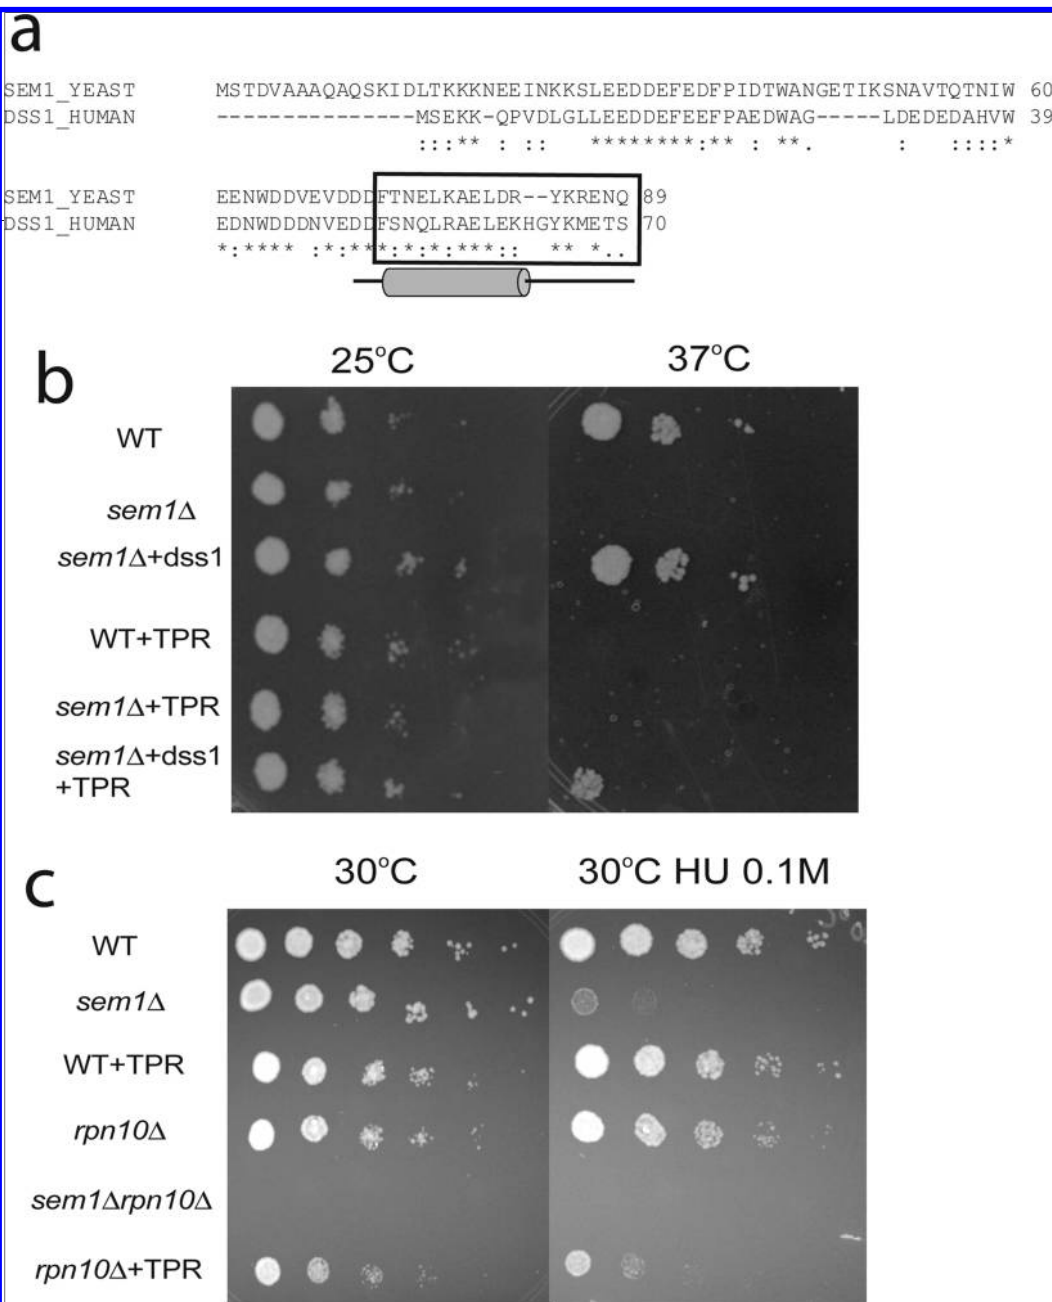 a
SEM1_YEAST MSTDVAAAQAQSKIDLTKKKNEEINKKSLEEDDEFEDFPIDTWANGETIKSNAVTQTNIW 60
DSS1_HUMAN ---------------MSEKK-QPVDLGLLEEDDEFEEFPAEDWAG-----LDEDEDAHVW 39
:::** : :: ********:** : **. : ::::*
SEM1_YEAST EENWDDVEVDDDFTNELKAELDR--YKRENQ 89
DSS1_HUMAN EDNWDDDNVEDDFSNQLRAELEKHGYKMETS 70
*:**** :*:***:*:*:***:: ** *..
b
25°C 37°C
WT
sem1Δ
sem1Δ+dss1
WT+TPR
sem1Δ+TPR
sem1Δ+dss1
+TPR
c
30°C 30°C HU 0.1M
WT
sem1Δ
WT+TPR
rpn10Δ
sem1Δrpn10Δ
rpn10Δ+TPR